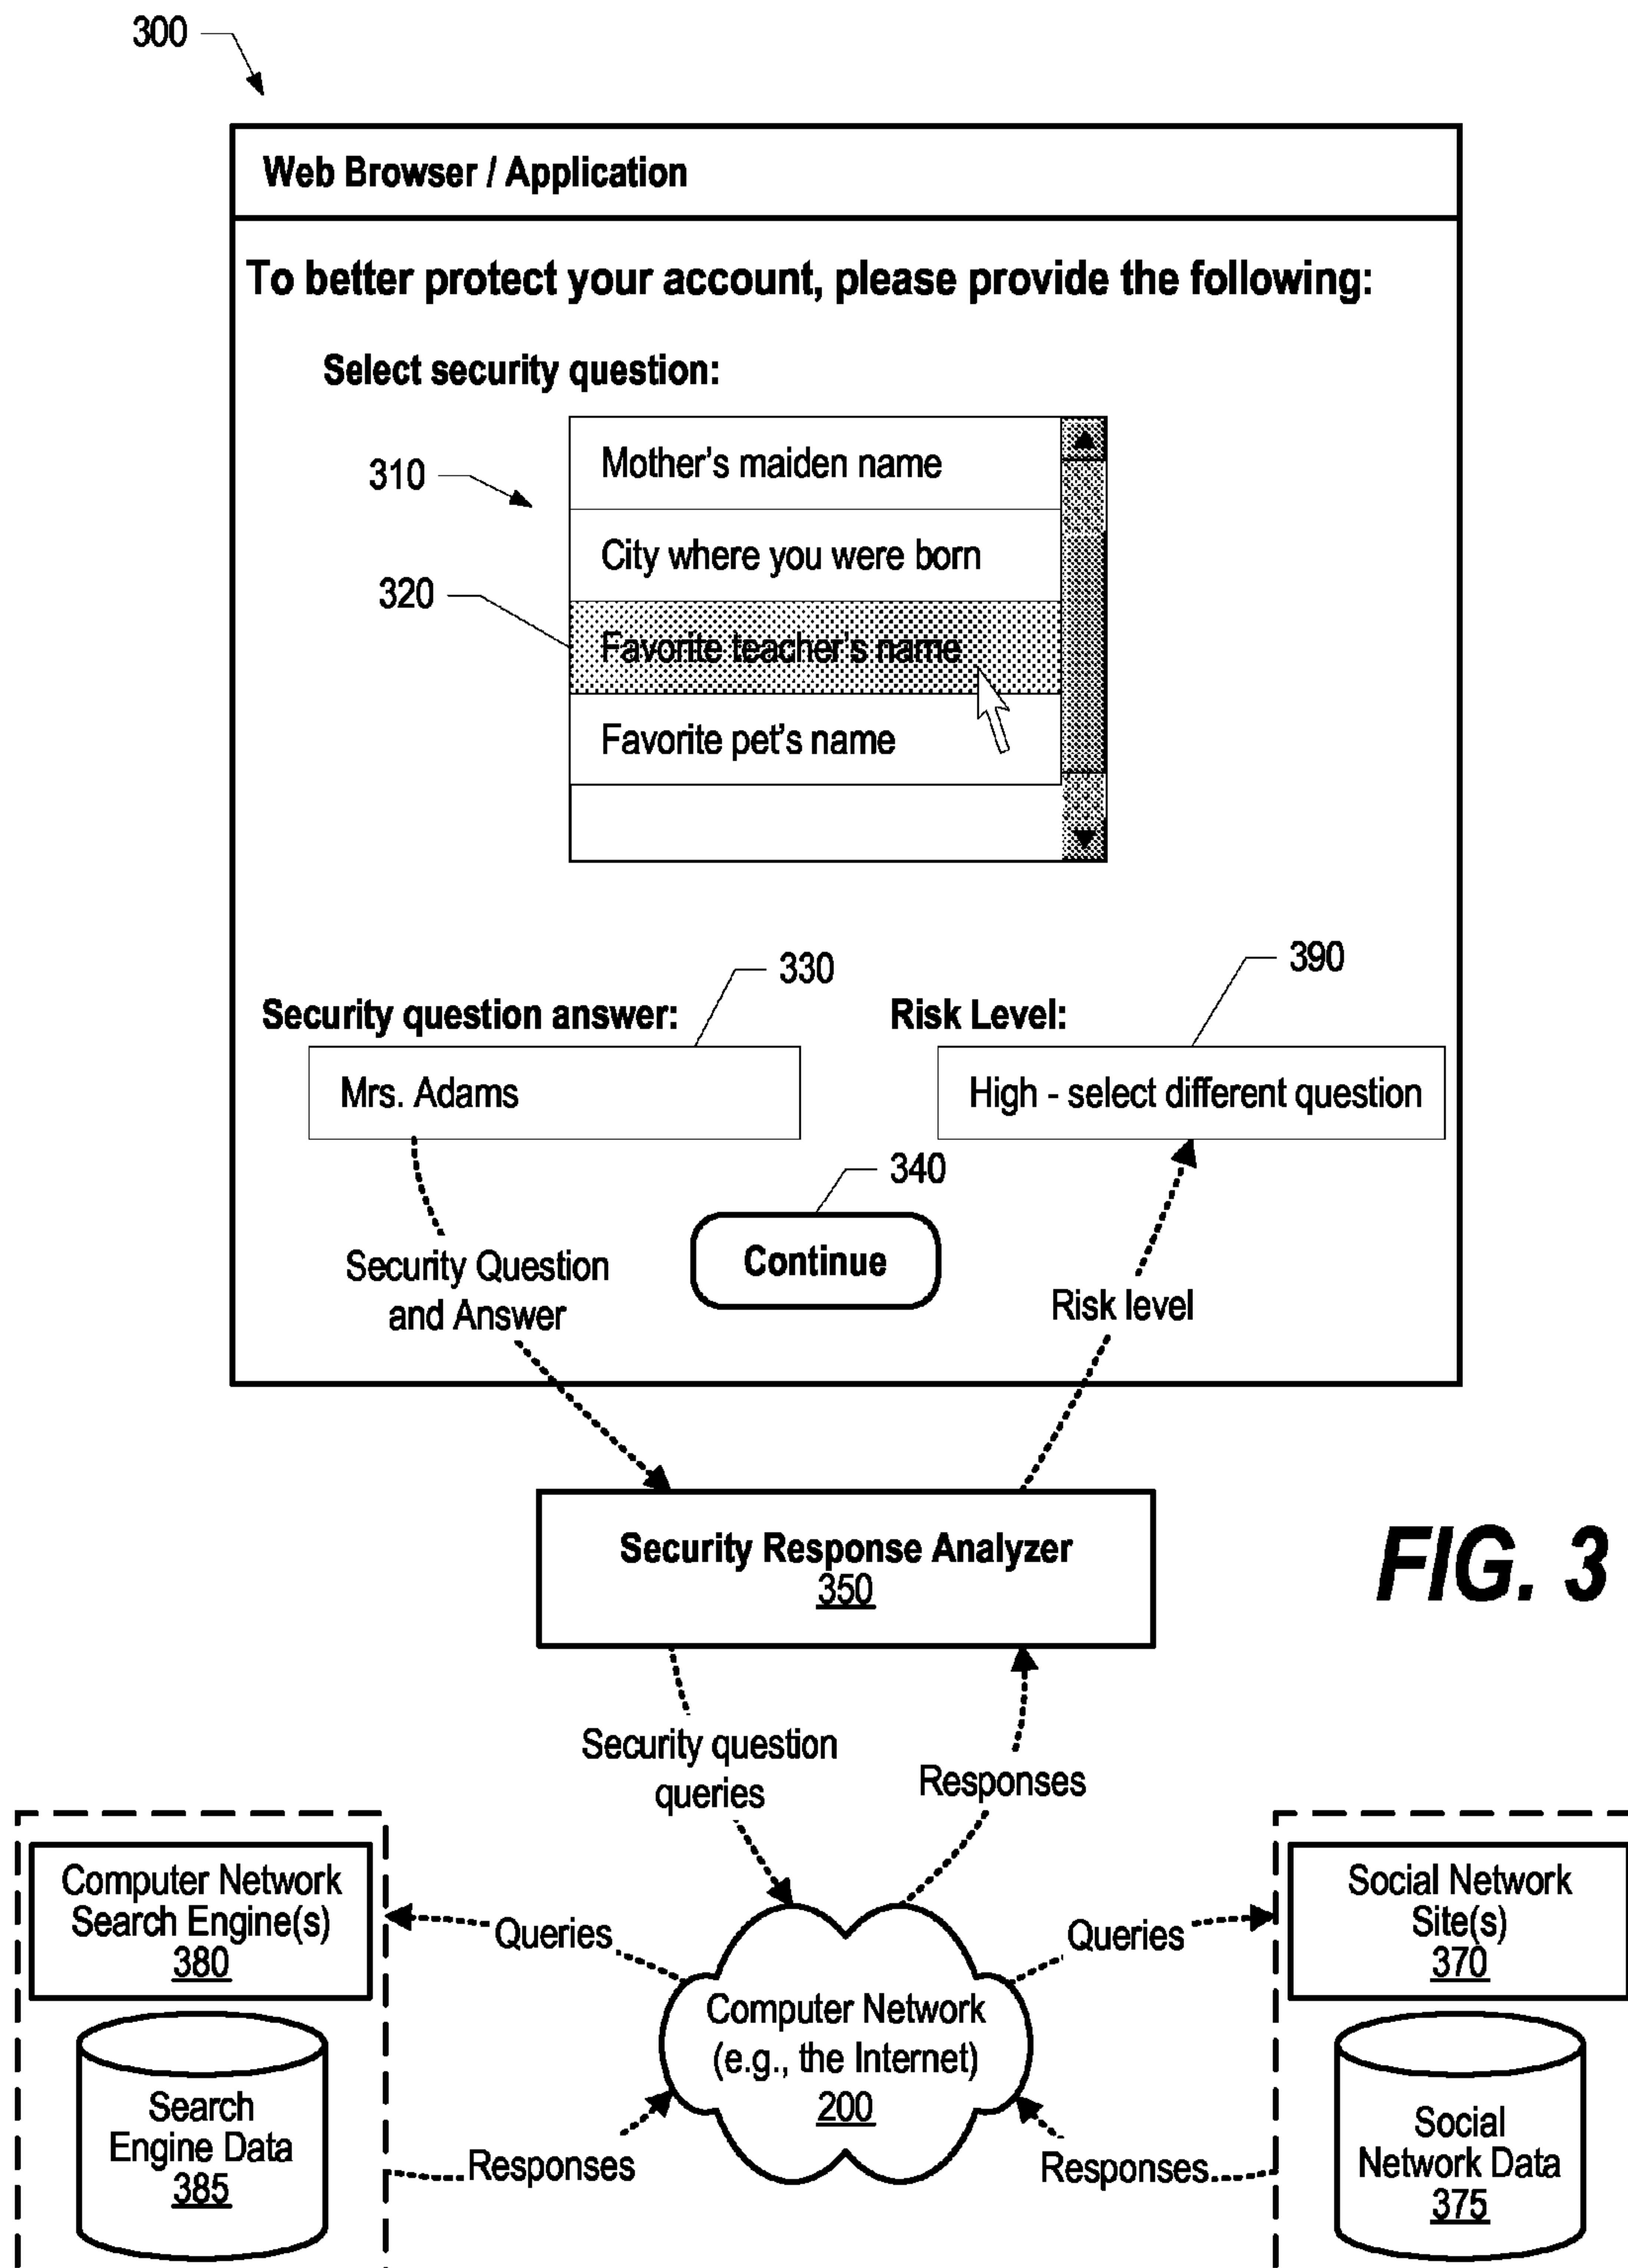 300
Web Browser / Application
To better protect your account, please provide the following:
Select security question:
310
Mother's maiden name
City where you were born
320
Favorite teacher's name
Favorite pet's name
330
390
Security question answer:
Risk Level:
Mrs. Adams
High - select different question
340
Continue
Security Question
and Answer
Risk level
Security Response Analyzer
350
FIG. 3
Security question
queries
Responses
Computer Network
Search Engine(s)
380
Queries
Queries
Social Network
Site(s)
370
Computer Network
(e.g., the Internet)
200
Search
Engine Data
385
Responses
Responses
Social
Network Data
375